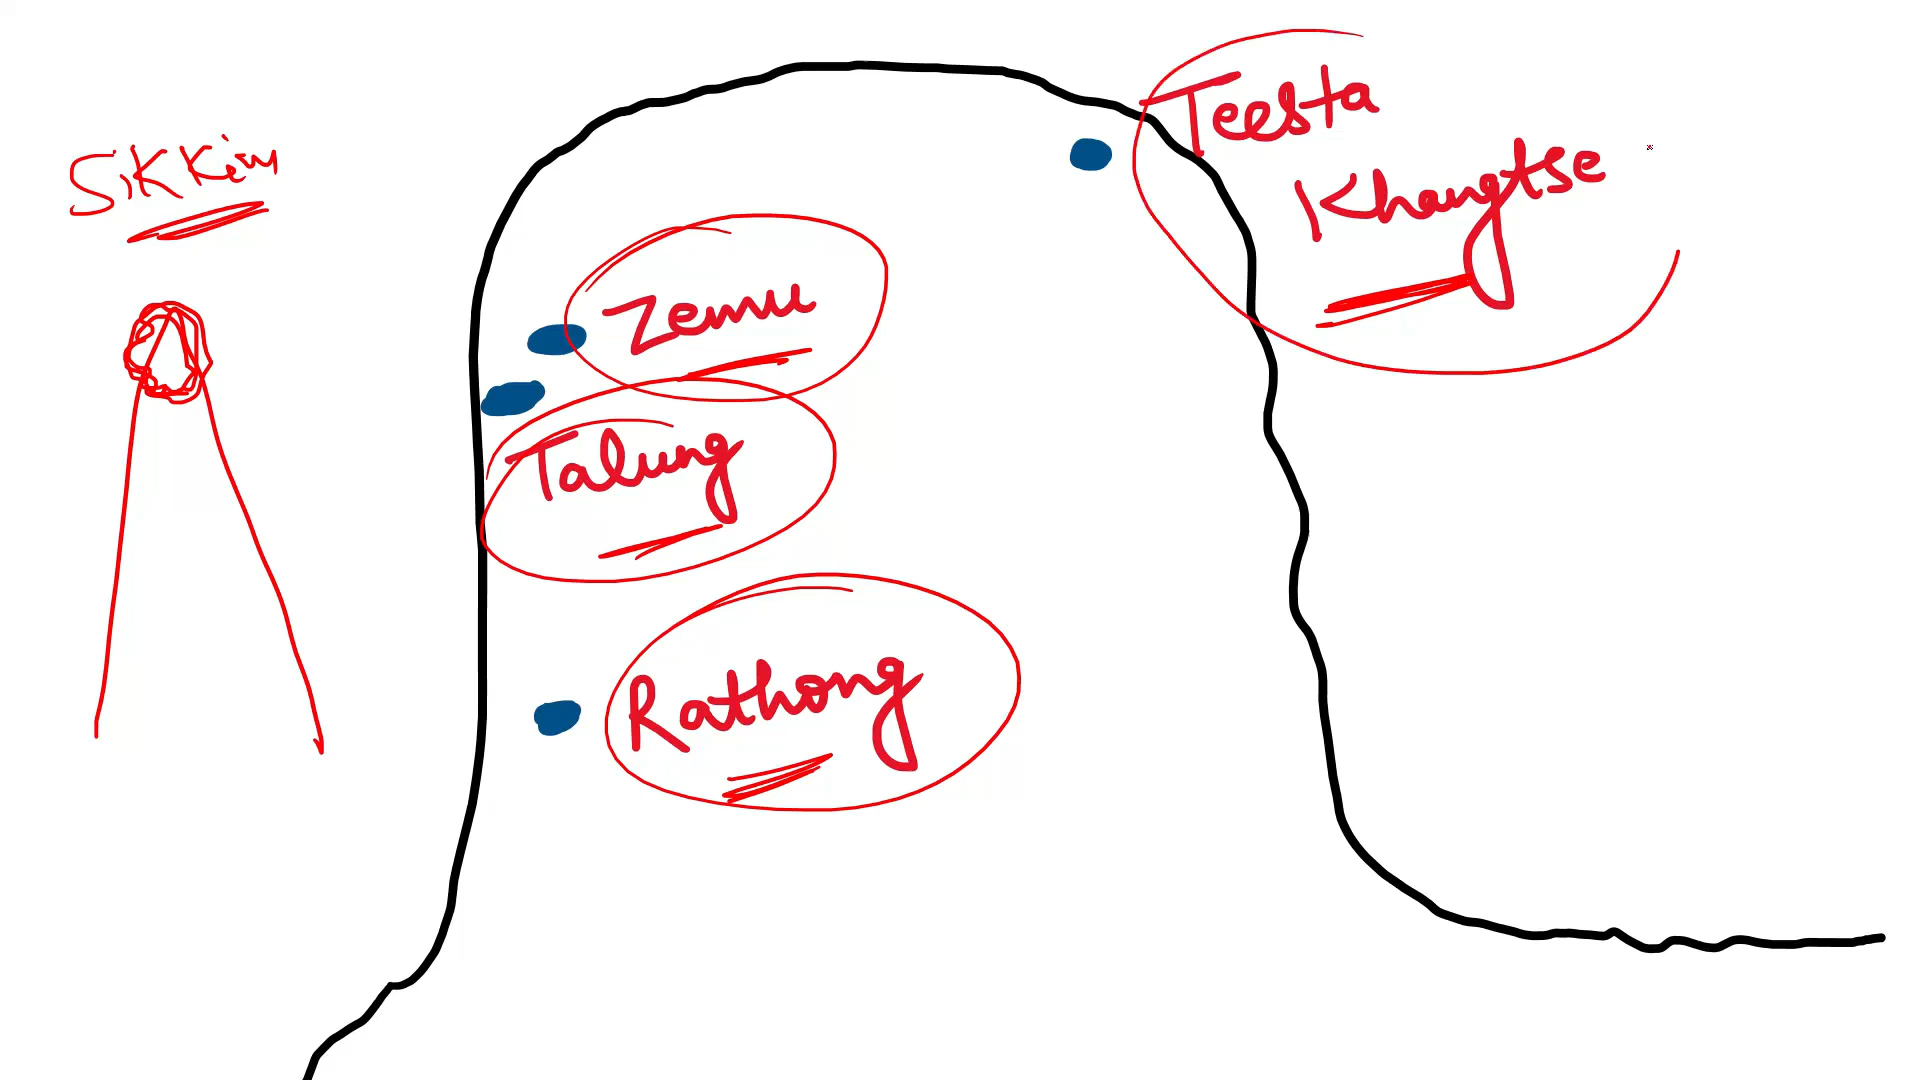 Sikkim
Teesta
Khangtse
Zemu
Talung
Rathong